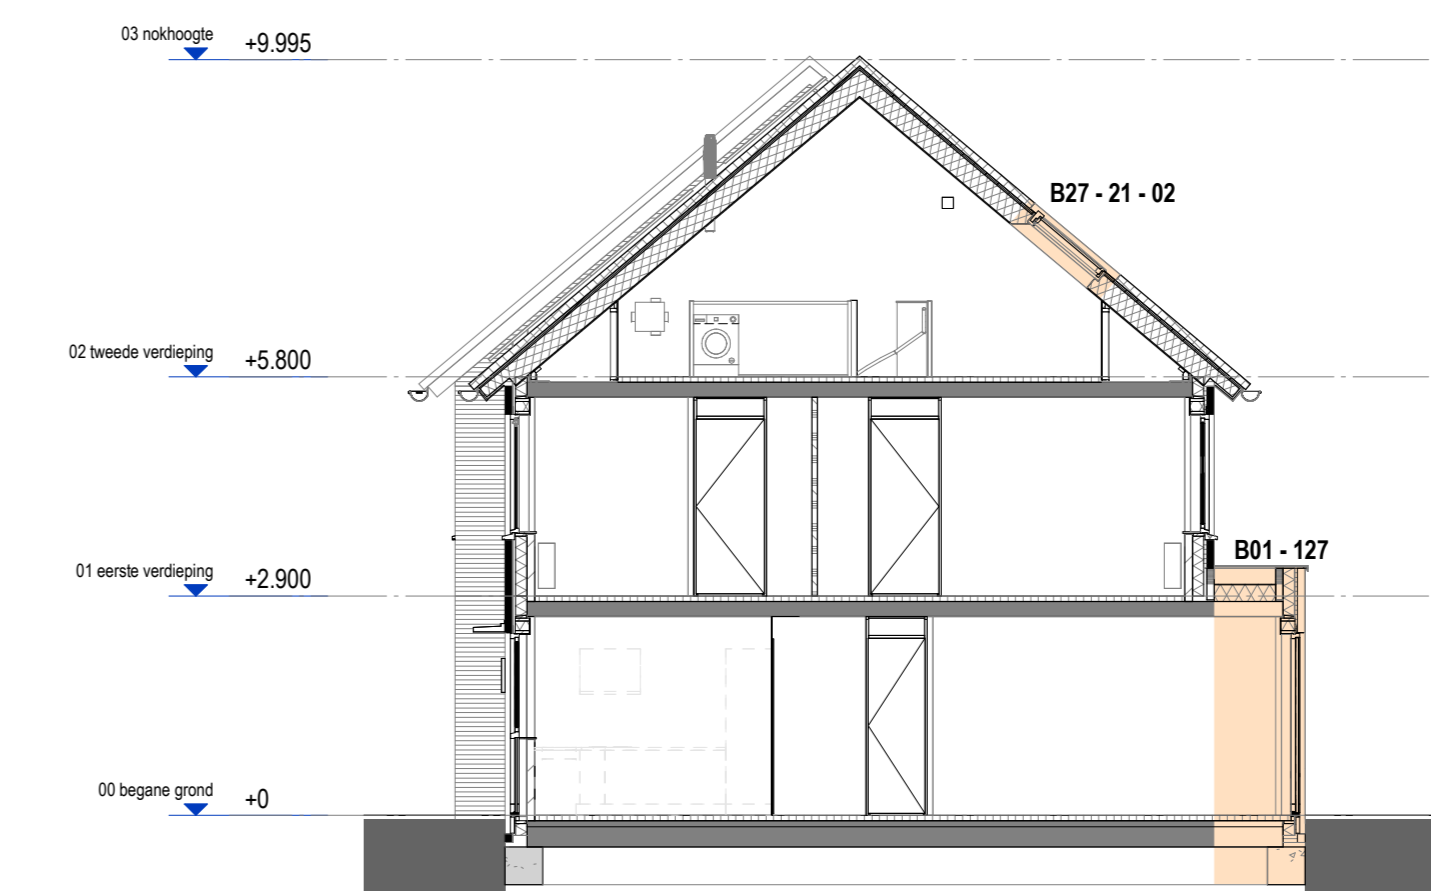 03 nokhoogte +9.995
B27 - 21 - 02
02 tweede verdieping +5.800
B01 - 127
01 eerste verdieping +2.900
00 begane grond +0